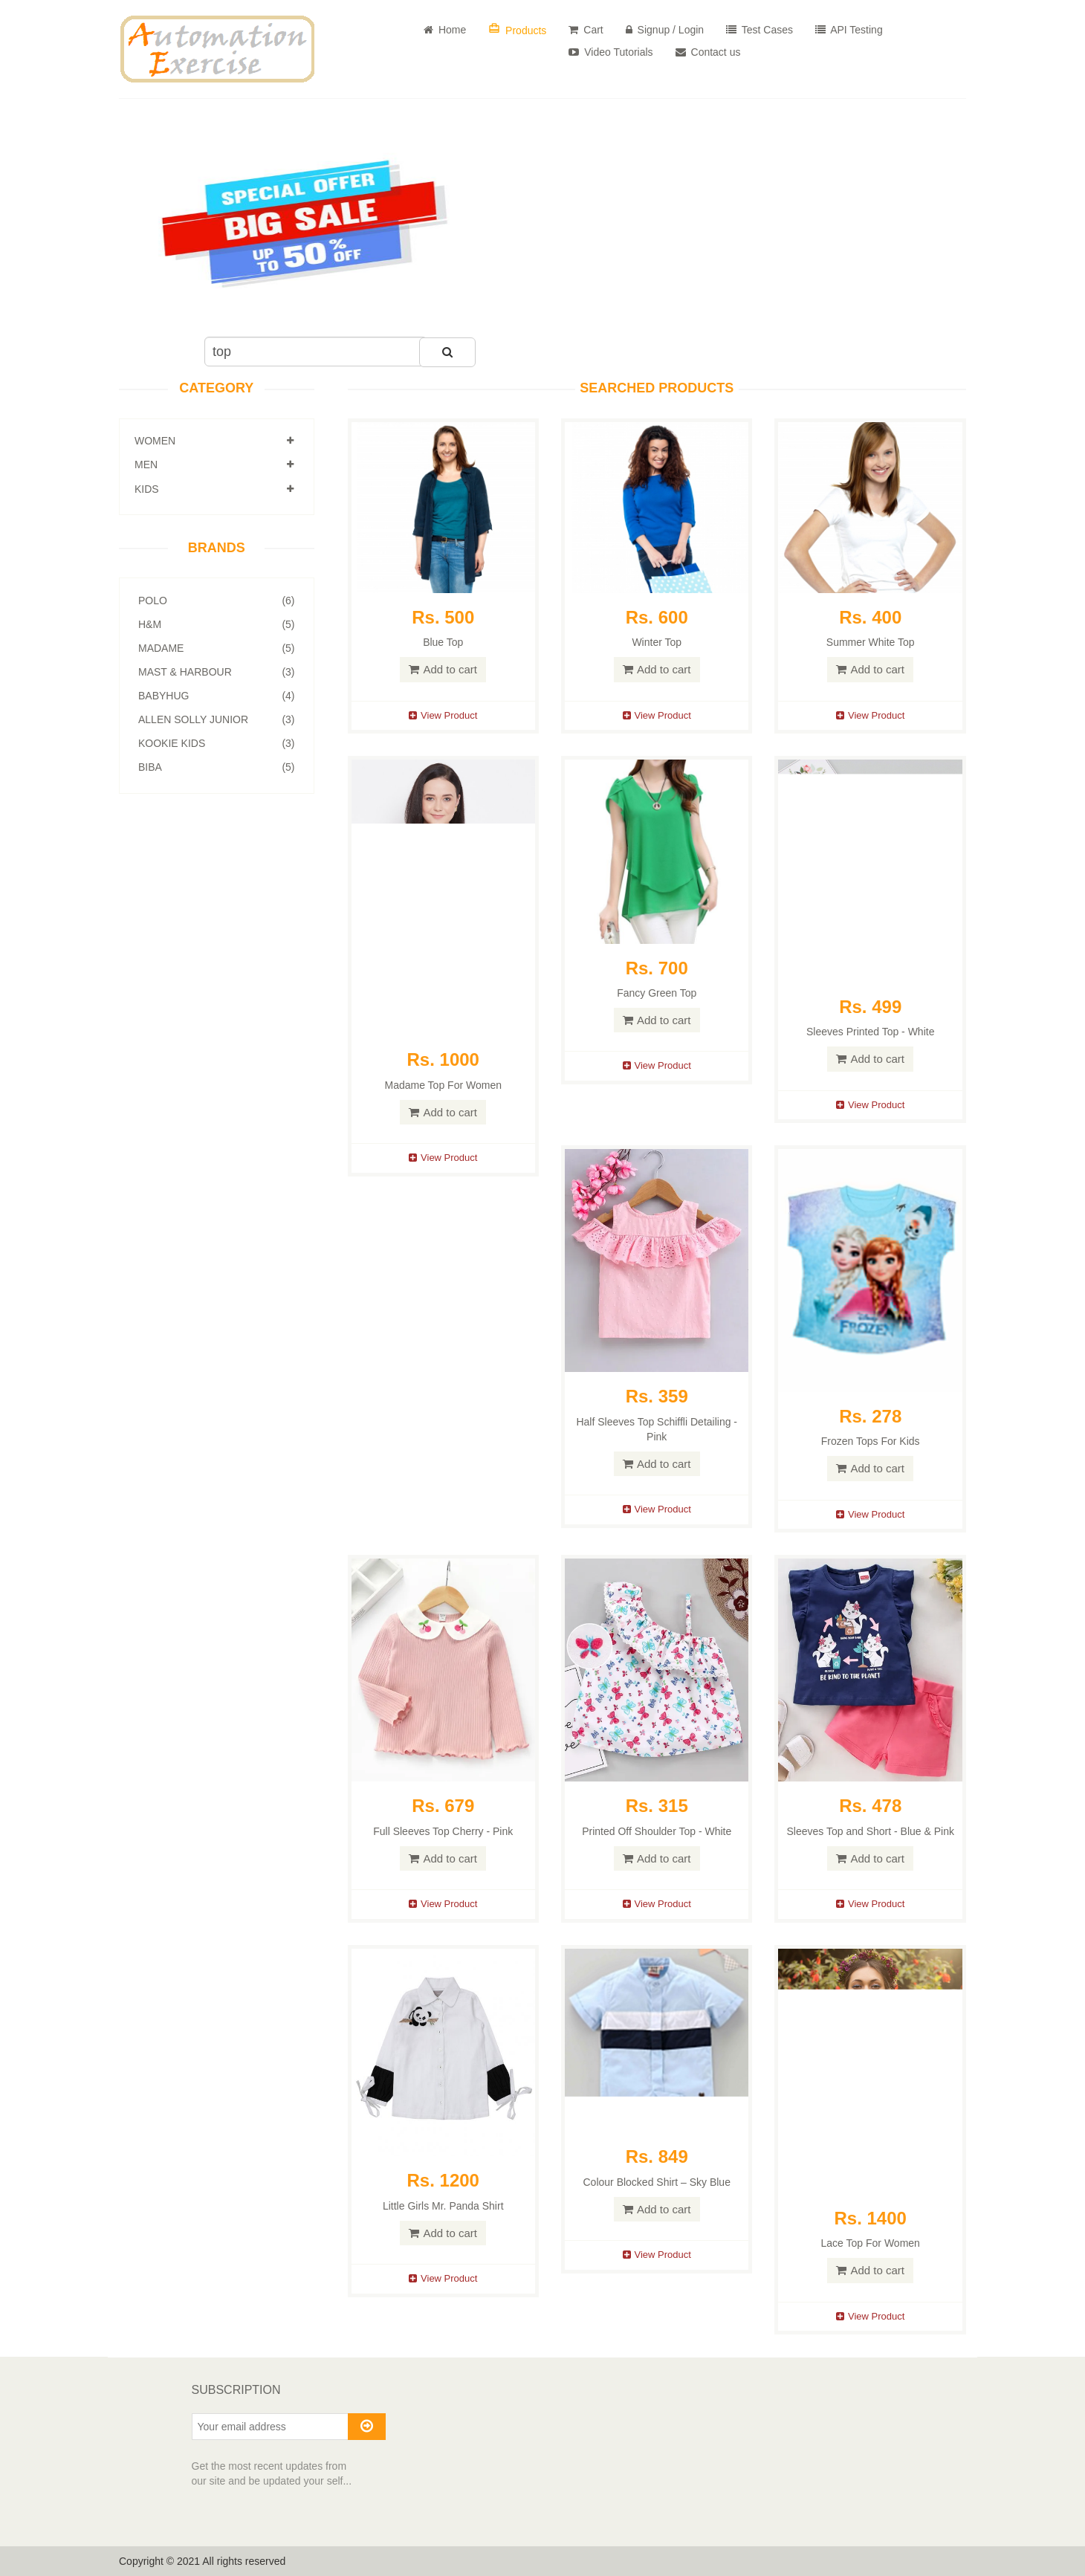 Automation
Exercise
Home
Products
Cart
Signup / Login
Test Cases
API Testing
Video Tutorials
Contact us
SPECIAL OFFER
BIG SALE
UP TO 50% OFF
top
CATEGORY
WOMEN
MEN
KIDS
BRANDS
POLO (6)
H&M (5)
MADAME (5)
MAST & HARBOUR (3)
BABYHUG (4)
ALLEN SOLLY JUNIOR (3)
KOOKIE KIDS (3)
BIBA (5)
SEARCHED PRODUCTS
Rs. 500
Blue Top
Add to cart
View Product
Rs. 600
Winter Top
Add to cart
View Product
Rs. 400
Summer White Top
Add to cart
View Product
Rs. 1000
Madame Top For Women
Add to cart
View Product
Rs. 700
Fancy Green Top
Add to cart
View Product
Rs. 499
Sleeves Printed Top - White
Add to cart
View Product
Rs. 359
Half Sleeves Top Schiffli Detailing -
Pink
Add to cart
View Product
FROZEN
Rs. 278
Frozen Tops For Kids
Add to cart
View Product
Rs. 679
Full Sleeves Top Cherry - Pink
Add to cart
View Product
Rs. 315
Printed Off Shoulder Top - White
Add to cart
View Product
BE KIND TO THE PLANET
Rs. 478
Sleeves Top and Short - Blue & Pink
Add to cart
View Product
Rs. 1200
Little Girls Mr. Panda Shirt
Add to cart
View Product
Rs. 849
Colour Blocked Shirt – Sky Blue
Add to cart
View Product
Rs. 1400
Lace Top For Women
Add to cart
View Product
SUBSCRIPTION
Your email address
Get the most recent updates from
our site and be updated your self...
Copyright © 2021 All rights reserved